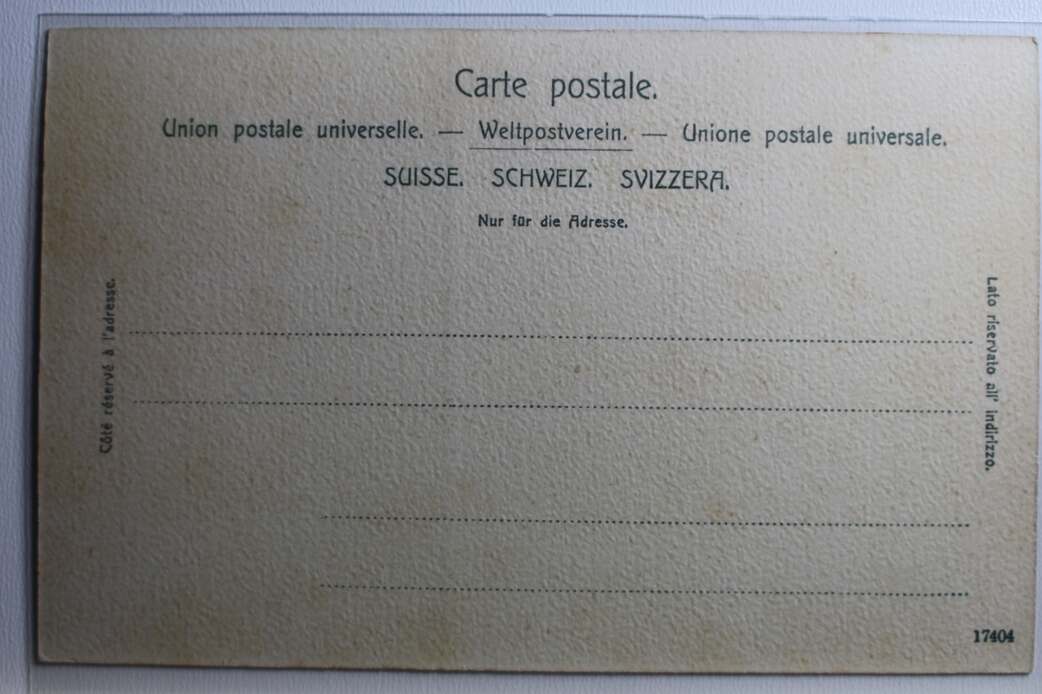 Carte postale.
Union postale universelle. — Weltpostverein. — Unione postale universale.
SUISSE. SCHWEIZ. SVIZZERA.
Nur für die Adresse.
Côté réservé à l'adresse.
Lato riservato all' indirizzo.
17404